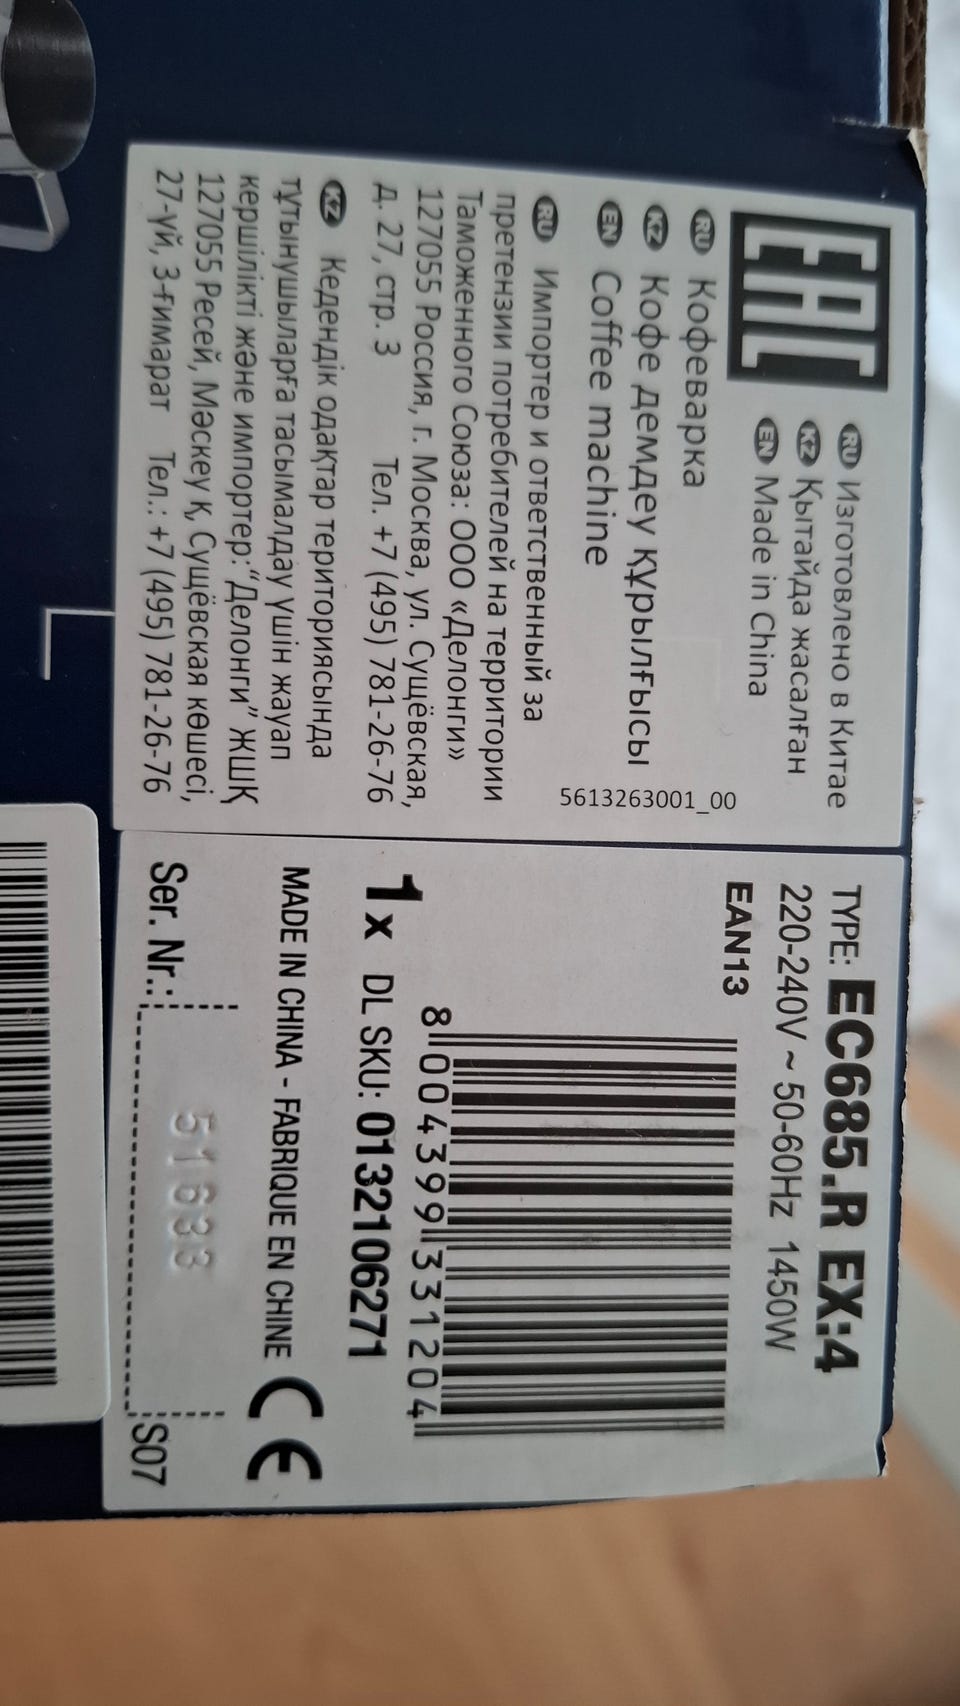 EAC
RU Изготовлено в Китае
KZ Қытайда жасалған
EN Made in China
RU Кофеварка
KZ Кофе демдеу құрылғысы
EN Coffee machine
5613263001_00
RU Импортер и ответственный за
претензии потребителей на территории
Таможенного Союза: ООО «Делонги»
127055 Россия, г. Москва, ул. Сущёвская,
д. 27, стр. 3 Тел. +7 (495) 781-26-76
KZ Кедендік одақтар териториясында
тұтынушыларға тасымалдау үшін жауап
кершілікті және импортер:“Делонги” ЖШҚ
127055 Ресей, Мәскеу қ, Сущёвская көшесі,
27-үй, 3-ғимарат Тел.: +7 (495) 781-26-76
TYPE: EC685.R EX:4
220-240V ~ 50-60Hz 1450W
EAN13
8 004399 331204
1x DL SKU: 0132106271
MADE IN CHINA - FABRIQUE EN CHINE CE
Ser. Nr.: 51633
S07